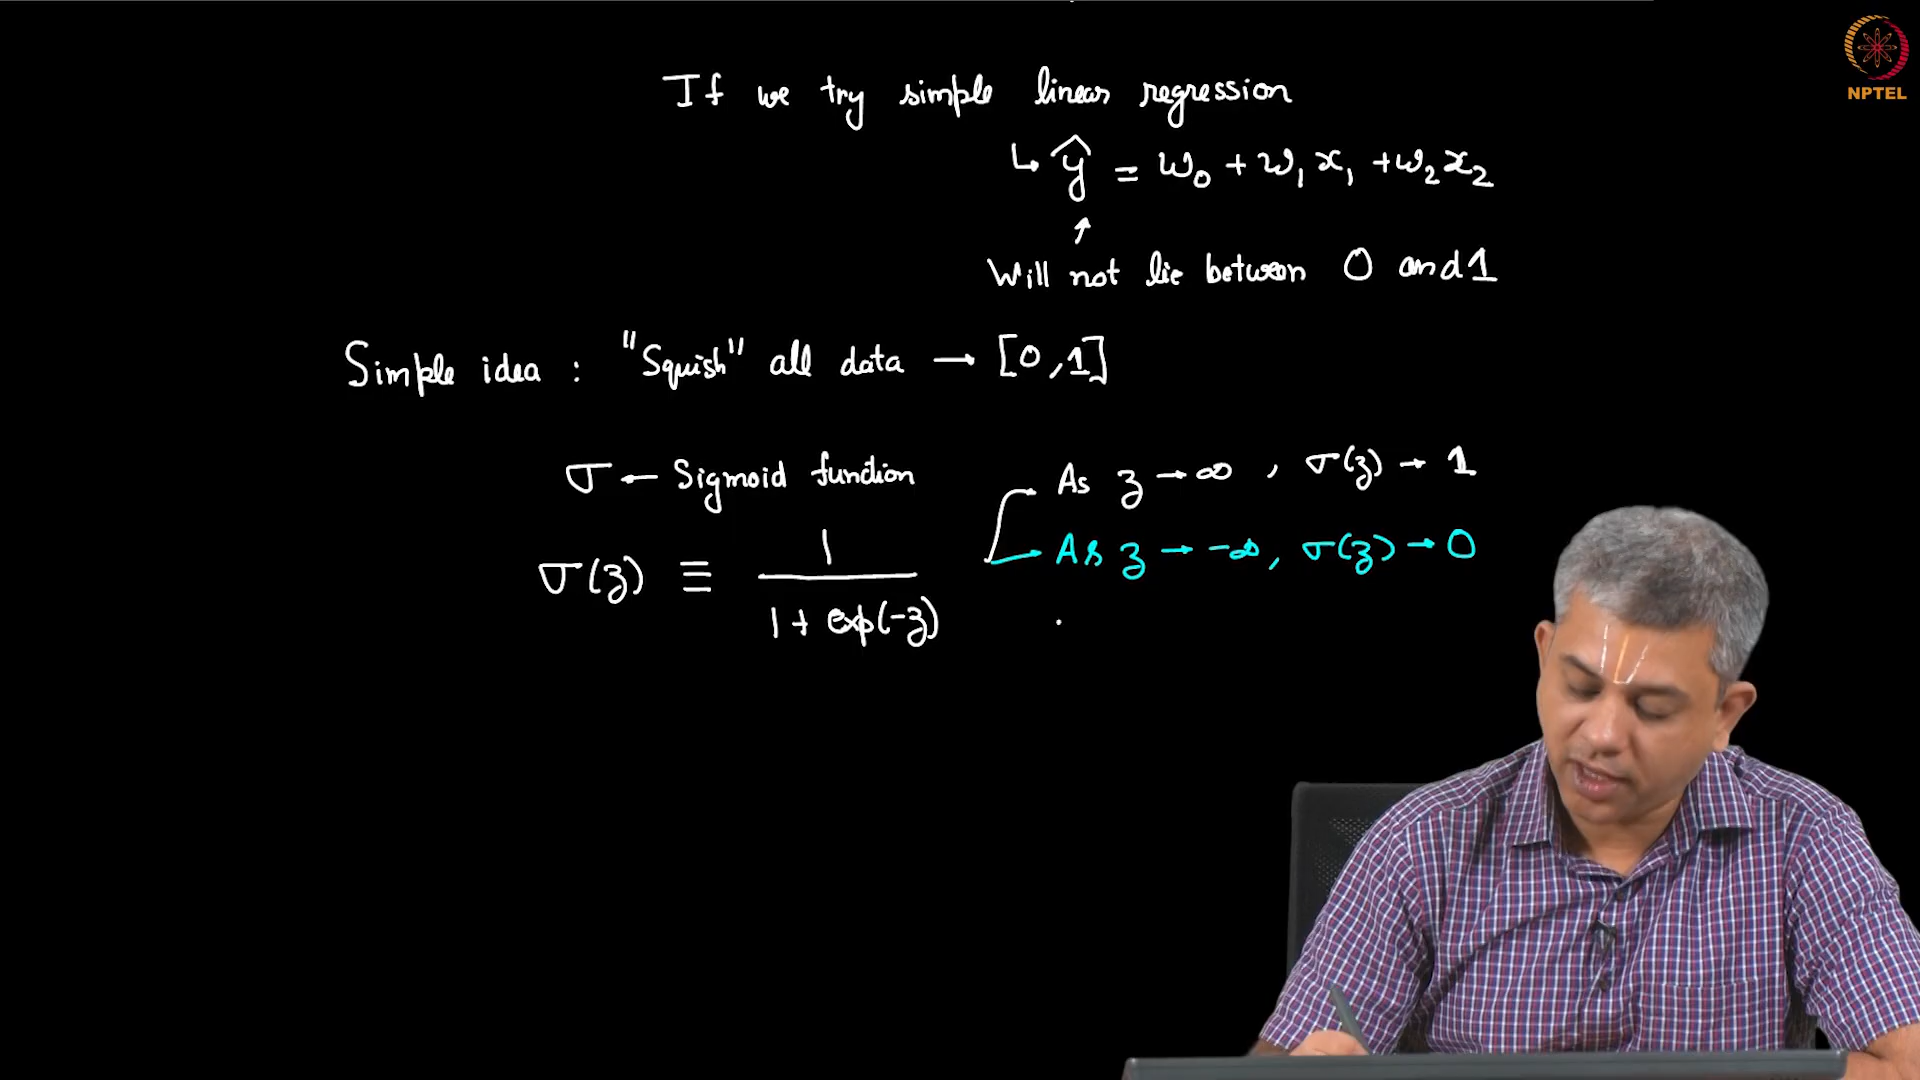 NPTEL
If we try simple linear regression
↳ ŷ = w₀ + w₁x₁ + w₂x₂
↑
Will not lie between 0 and 1
Simple idea : "Squish" all data → [0,1]
σ ← Sigmoid function
As z → ∞ , σ(z) → 1
As z → -∞, σ(z) → 0
σ(z) ≡ 1 / (1 + exp(-z))